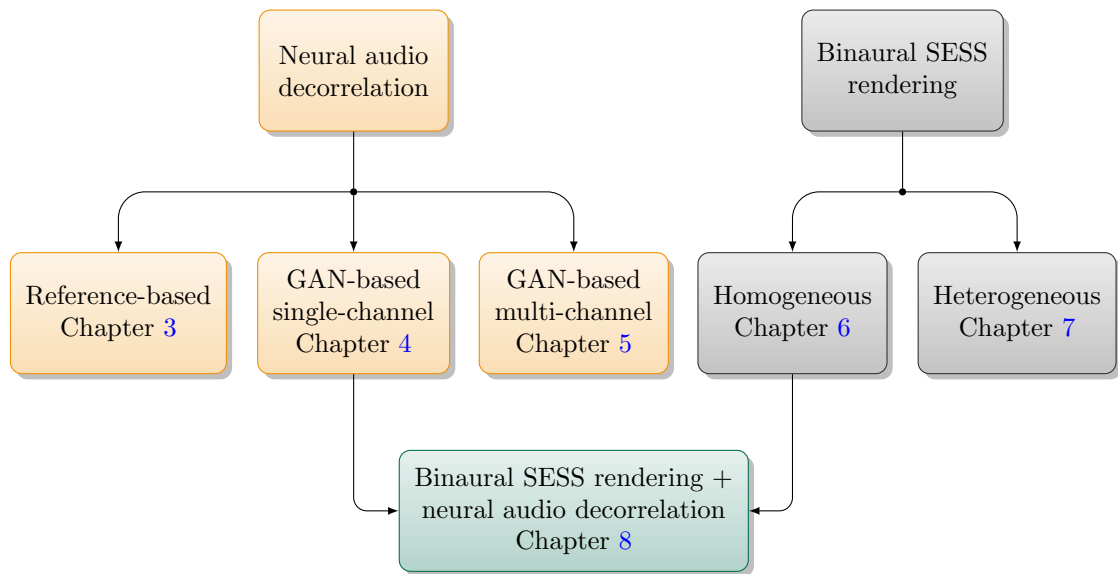 Neural audio
decorrelation
Binaural SESS
rendering
Reference-based
Chapter 3
GAN-based
single-channel
Chapter 4
GAN-based
multi-channel
Chapter 5
Homogeneous
Chapter 6
Heterogeneous
Chapter 7
Binaural SESS rendering +
neural audio decorrelation
Chapter 8